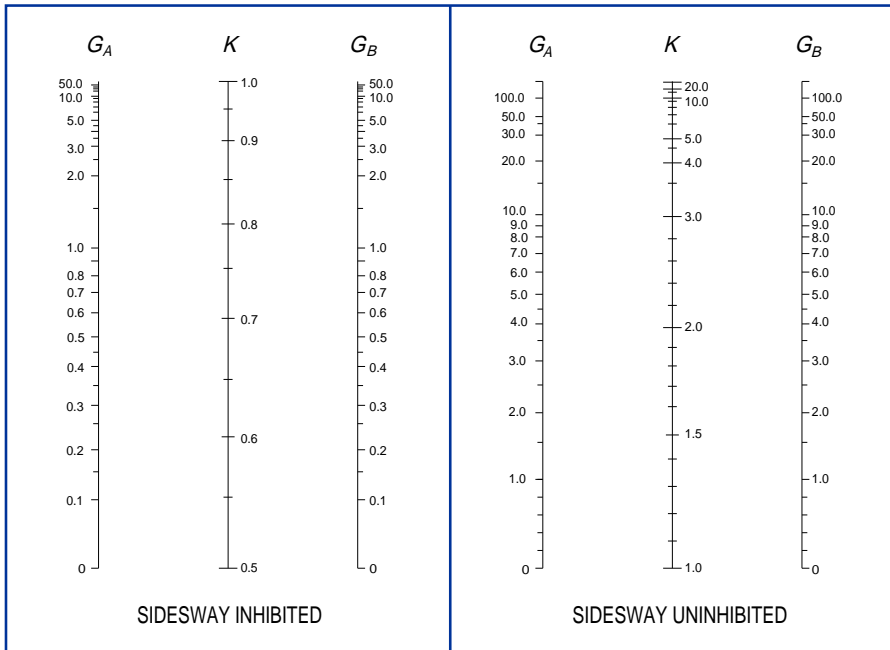 G_A K G_B
50.0 1.0 50.0
10.0 10.0
5.0 0.9 5.0
3.0 3.0
2.0 2.0
0.8
1.0 1.0
0.8 0.8
0.7 0.7
0.6 0.7 0.6
0.5 0.5
0.4 0.4
0.3 0.3
0.6
0.2 0.2
0.1 0.1
0 0.5 0
SIDESWAY INHIBITED
G_A K G_B
20.0
100.0 10.0 100.0
50.0 50.0
30.0 5.0 30.0
20.0 4.0 20.0
10.0 3.0 10.0
9.0 9.0
8.0 8.0
7.0 7.0
6.0 6.0
5.0 5.0
4.0 2.0 4.0
3.0 3.0
2.0 2.0
1.5
1.0 1.0
0 1.0 0
SIDESWAY UNINHIBITED